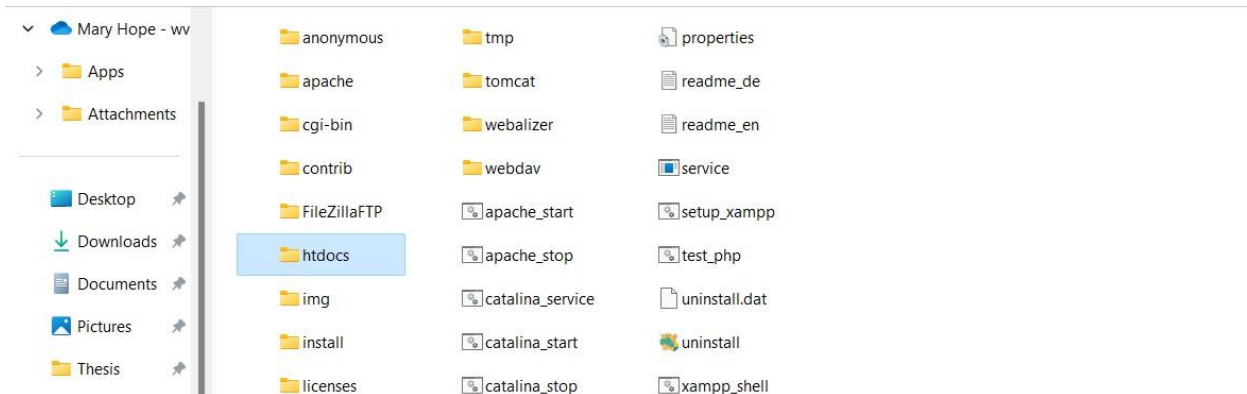 Mary Hope - wv
Apps
Attachments
Desktop
Downloads
Documents
Pictures
Thesis
anonymous
apache
cgi-bin
contrib
FileZillaFTP
htdocs
img
install
licenses
tmp
tomcat
webalizer
webdav
apache_start
apache_stop
catalina_service
catalina_start
catalina_stop
properties
readme_de
readme_en
service
setup_xampp
test_php
uninstall.dat
uninstall
xampp_shell